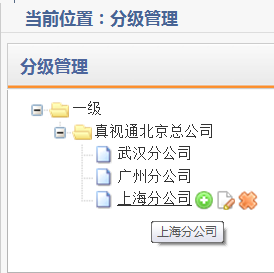 当前位置：分级管理
分级管理
一级
真视通北京总公司
武汉分公司
广州分公司
上海分公司
上海分公司